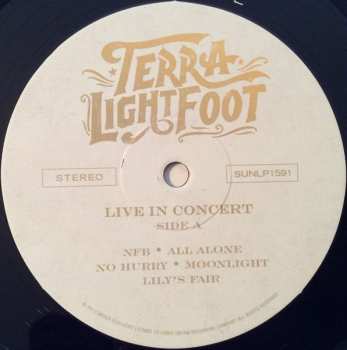 TERRA
LIGHTFOOT
STEREO
SUNLP1591
LIVE IN CONCERT
SIDE A
NFB * ALL ALONE
NO HURRY * MOONLIGHT
LILY'S FAIR